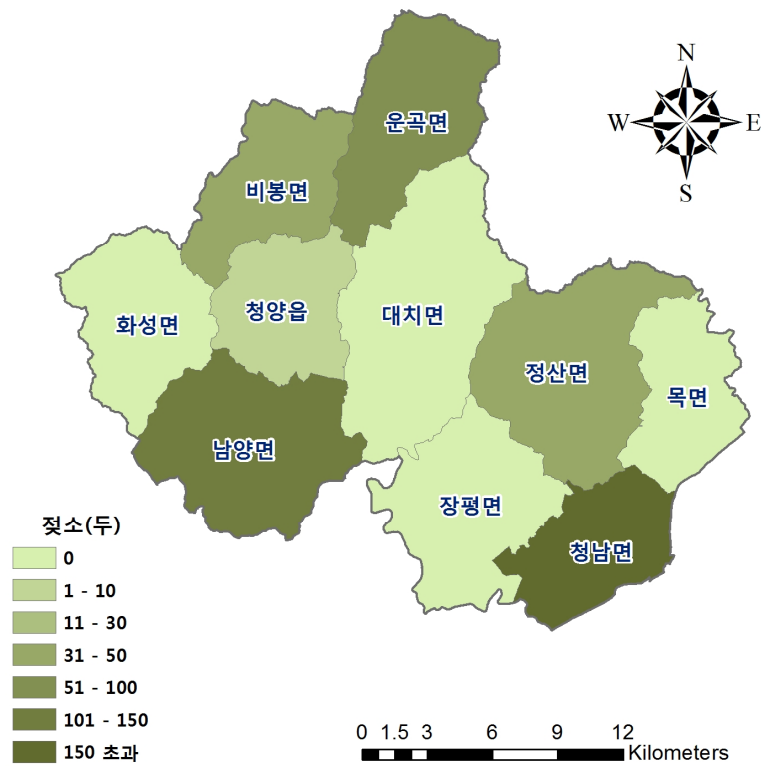 N
W
E
S
운곡면
비봉면
청양읍
대치면
화성면
정산면
목면
남양면
장평면
청남면
젖소(두)
0
1 - 10
11 - 30
31 - 50
51 - 100
101 - 150
150 초과
0 1.5 3 6 9 12
Kilometers